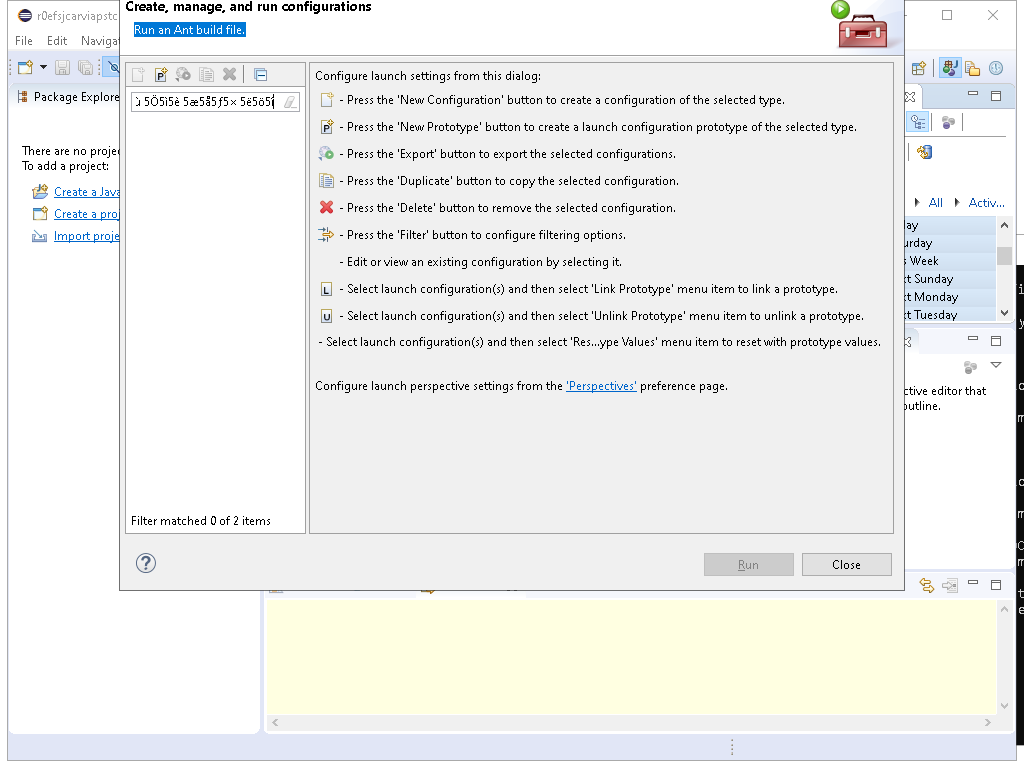 r0efsjcarviapstc
File Edit Navigat
Package Explore
There are no projec
To add a project:
Create a Java
Create a proj
Import proje
Create, manage, and run configurations
Run an Ant build file.
Filter matched 0 of 2 items
Configure launch settings from this dialog:
- Press the 'New Configuration' button to create a configuration of the selected type.
P - Press the 'New Prototype' button to create a launch configuration prototype of the selected type.
- Press the 'Export' button to export the selected configurations.
- Press the 'Duplicate' button to copy the selected configuration.
- Press the 'Delete' button to remove the selected configuration.
- Press the 'Filter' button to configure filtering options.
- Edit or view an existing configuration by selecting it.
L - Select launch configuration(s) and then select 'Link Prototype' menu item to link a prototype.
U - Select launch configuration(s) and then select 'Unlink Prototype' menu item to unlink a prototype.
- Select launch configuration(s) and then select 'Res...ype Values' menu item to reset with prototype values.
Configure launch perspective settings from the 'Perspectives' preference page.
? Run Close
All Activ...
ay
urday
s Week
xt Sunday
xt Monday
xt Tuesday
ctive editor that
outline.